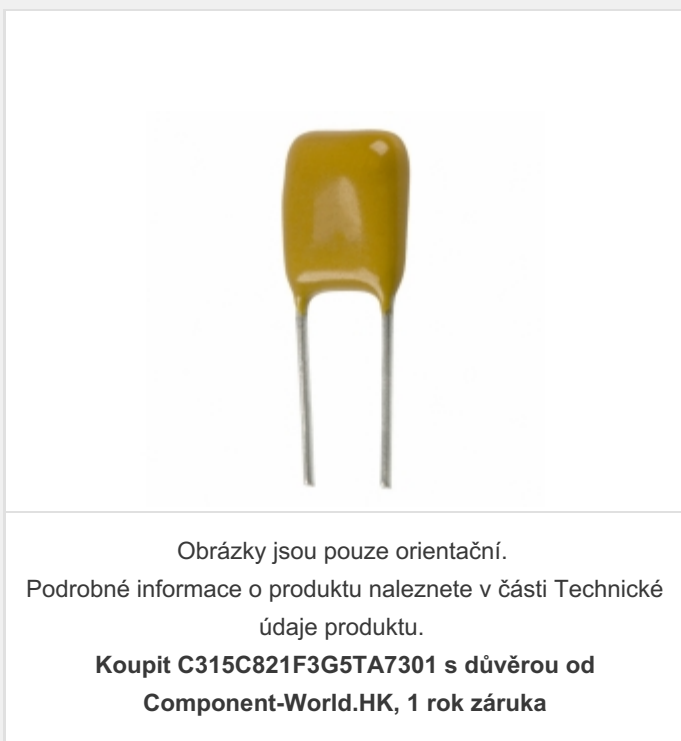 Obrázky jsou pouze orientační.
Podrobné informace o produktu naleznete v části Technické
údaje produktu.
Koupit C315C821F3G5TA7301 s důvěrou od
Component-World.HK, 1 rok záruka